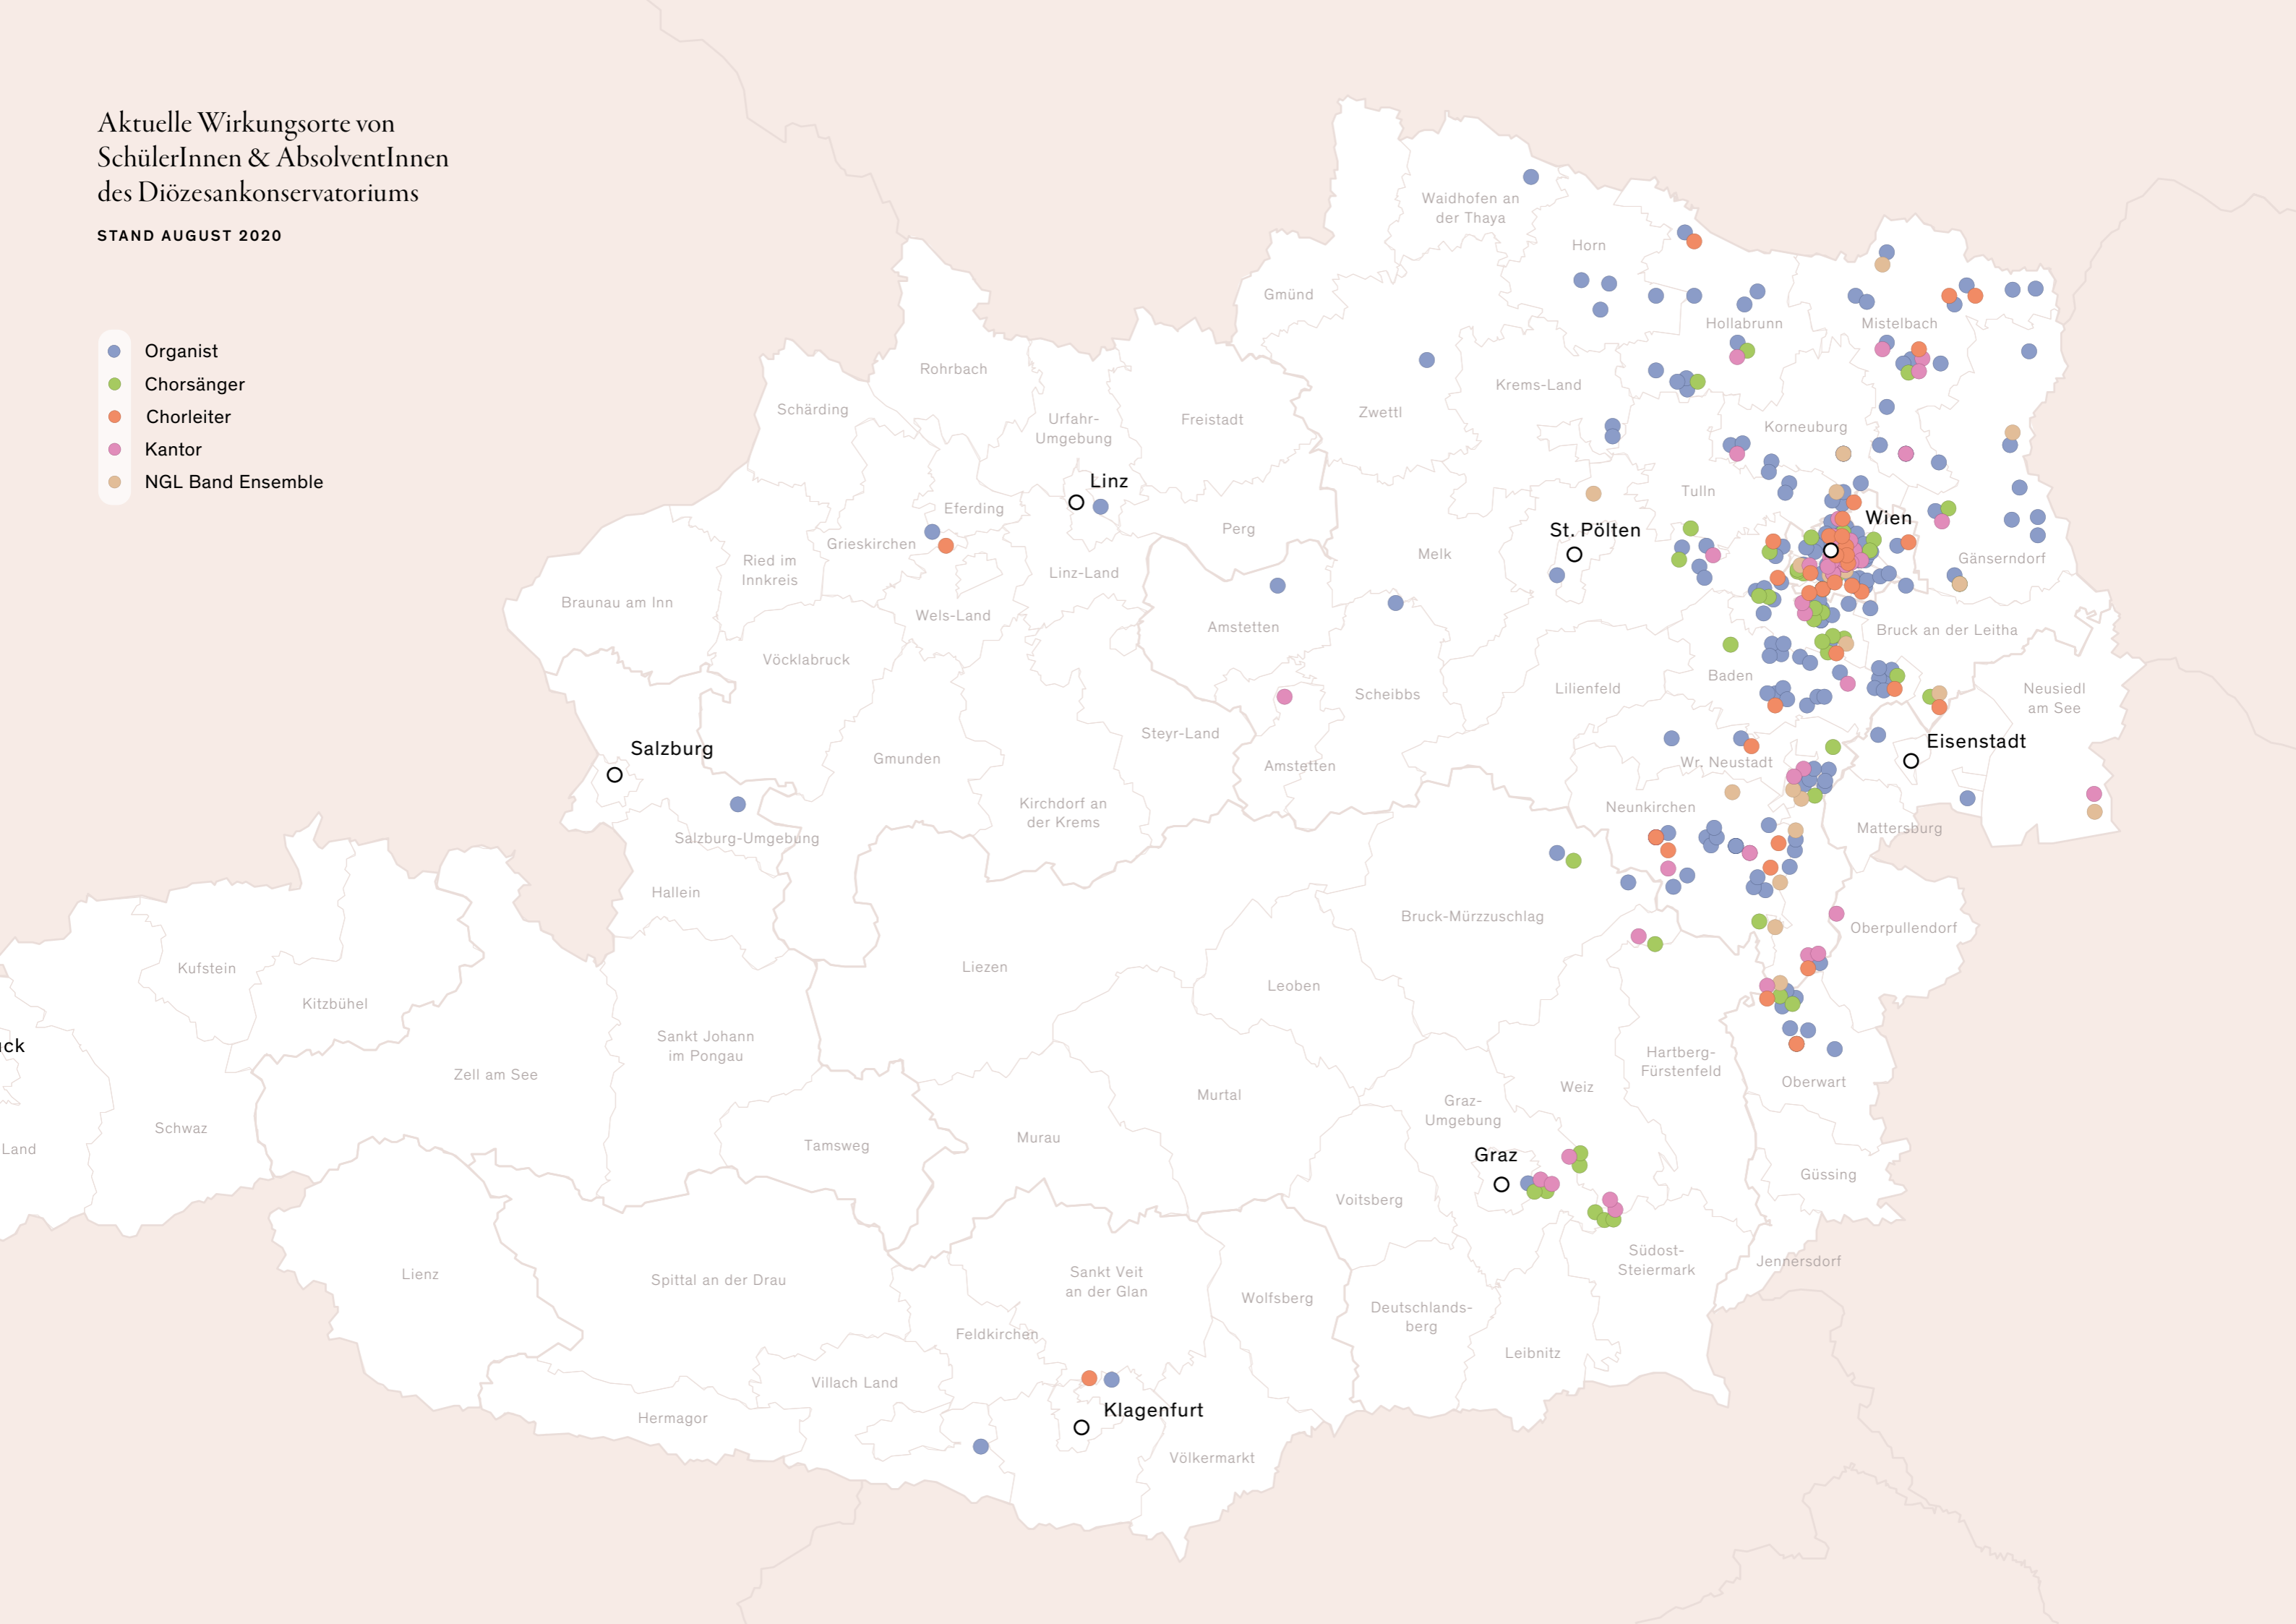 Aktuelle Wirkungsorte von
SchülerInnen & AbsolventInnen
des Diözesankonservatoriums
STAND AUGUST 2020
Organist
Chorsänger
Chorleiter
Kantor
NGL Band Ensemble
Waidhofen an
der Thaya
Horn
Gmünd
Hollabrunn
Mistelbach
Rohrbach
Krems-Land
Schärding
Zwettl
Freistadt
Urfahr-
Umgebung
Korneuburg
Linz
Tulln
Eferding
Wien
Perg
St. Pölten
Grieskirchen
Melk
Gänserndorf
Ried im
Innkreis
Linz-Land
Braunau am Inn
Wels-Land
Amstetten
Bruck an der Leitha
Vöcklabruck
Baden
Scheibbs
Lilienfeld
Neusiedl
am See
Steyr-Land
Eisenstadt
Salzburg
Gmunden
Amstetten
Wr. Neustadt
Kirchdorf an
der Krems
Neunkirchen
Mattersburg
Salzburg-Umgebung
Hallein
Bruck-Mürzzuschlag
Oberpullendorf
Kufstein
Liezen
Leoben
Kitzbühel
Sankt Johann
im Pongau
ck
Hartberg-
Fürstenfeld
Zell am See
Oberwart
Weiz
Murtal
Graz-
Umgebung
Schwaz
Murau
Tamsweg
Land
Graz
Güssing
Voitsberg
Südost-
Steiermark
Jennersdorf
Lienz
Spittal an der Drau
Sankt Veit
an der Glan
Wolfsberg
Deutschlands-
berg
Feldkirchen
Leibnitz
Villach Land
Klagenfurt
Hermagor
Völkermarkt